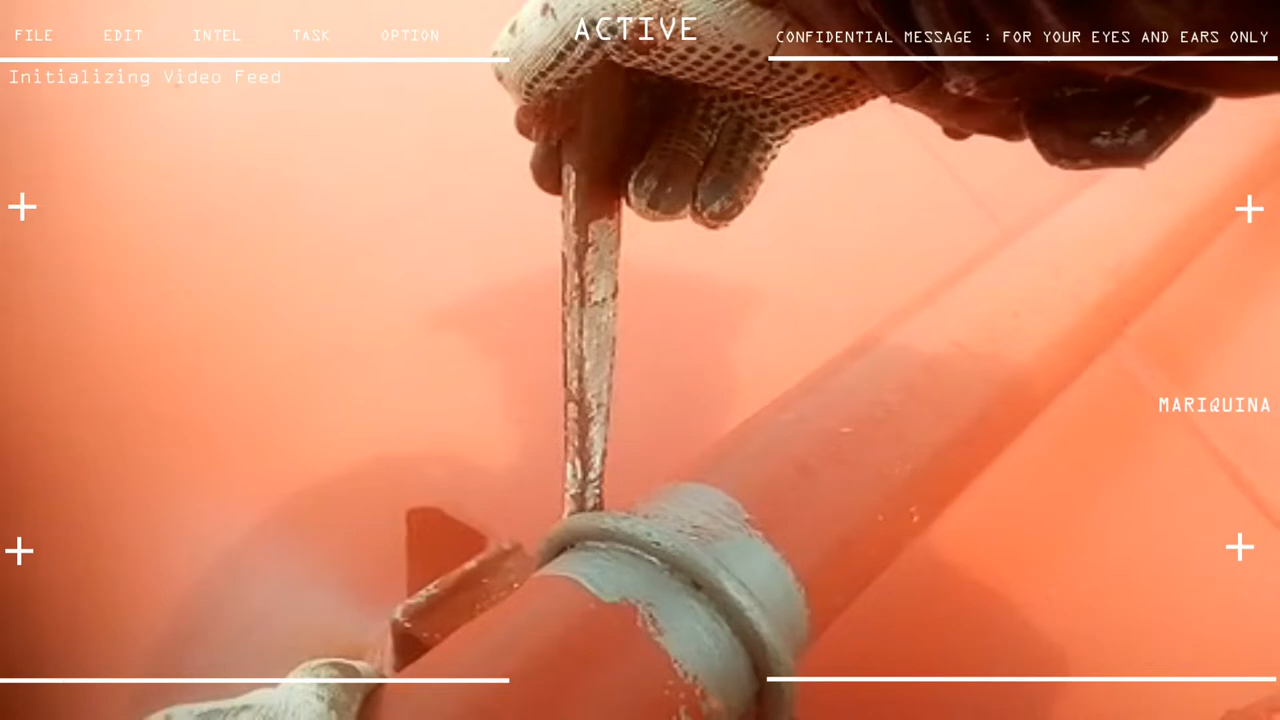 FILE EDIT INTEL TASK OPTION
ACTIVE
CONFIDENTIAL MESSAGE : FOR YOUR EYES AND EARS ONLY
Initializing Video Feed
MARIQUINA